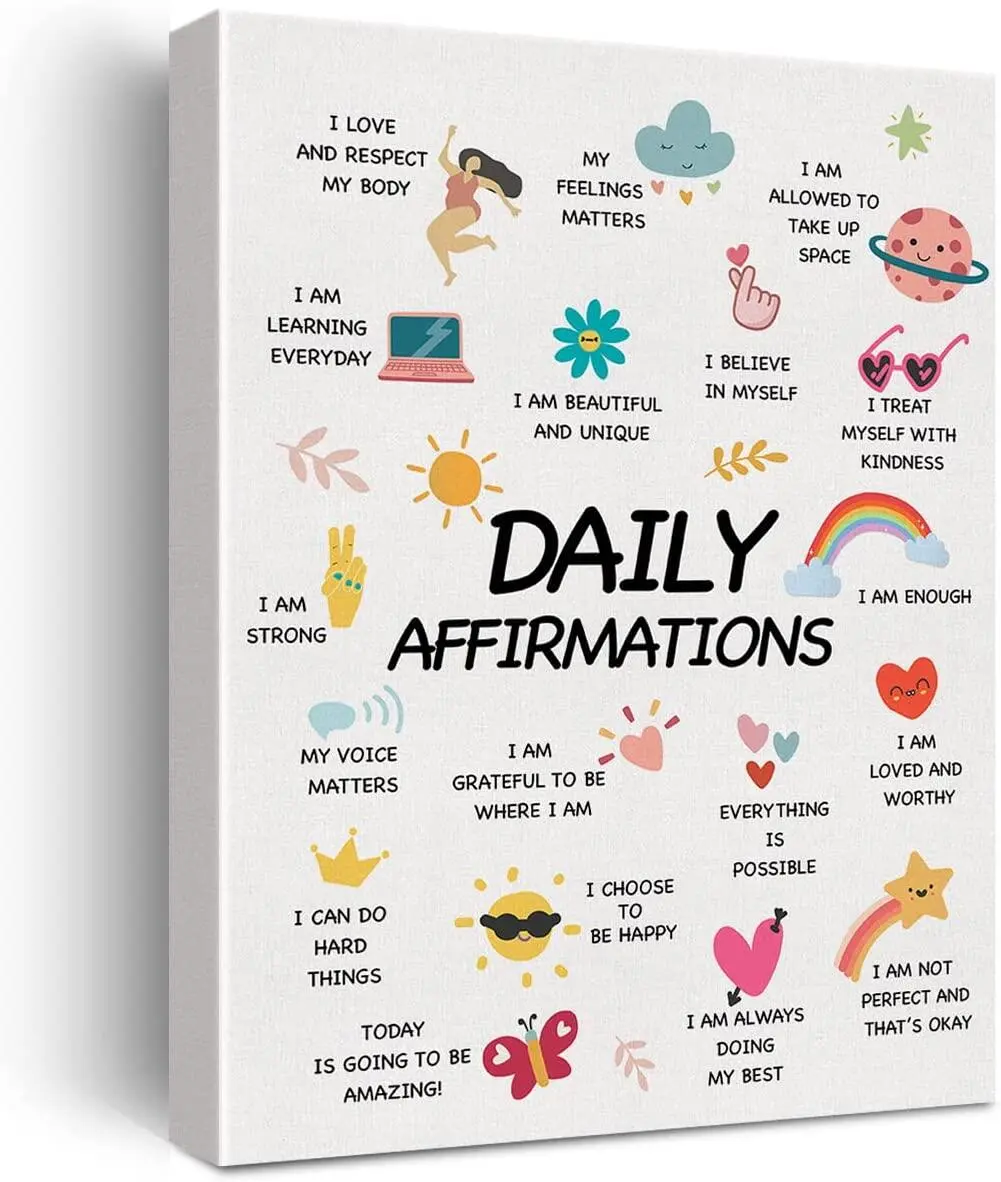 I LOVE
AND RESPECT
MY BODY
MY
FEELINGS
MATTERS
I AM
ALLOWED TO
TAKE UP
SPACE
I AM
LEARNING
EVERYDAY
I AM BEAUTIFUL
AND UNIQUE
I BELIEVE
IN MYSELF
I TREAT
MYSELF WITH
KINDNESS
DAILY
AFFIRMATIONS
I AM
STRONG
I AM ENOUGH
MY VOICE
MATTERS
I AM
GRATEFUL TO BE
WHERE I AM
EVERYTHING
IS
POSSIBLE
I AM
LOVED AND
WORTHY
I CAN DO
HARD
THINGS
I CHOOSE
TO
BE HAPPY
I AM NOT
PERFECT AND
THAT'S OKAY
TODAY
IS GOING TO BE
AMAZING!
I AM ALWAYS
DOING
MY BEST